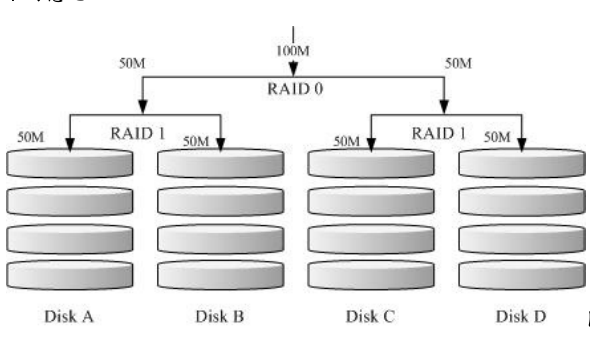 100M
50M 50M
RAID 0
50M RAID 1 50M 50M RAID 1 50M
Disk A Disk B Disk C Disk D